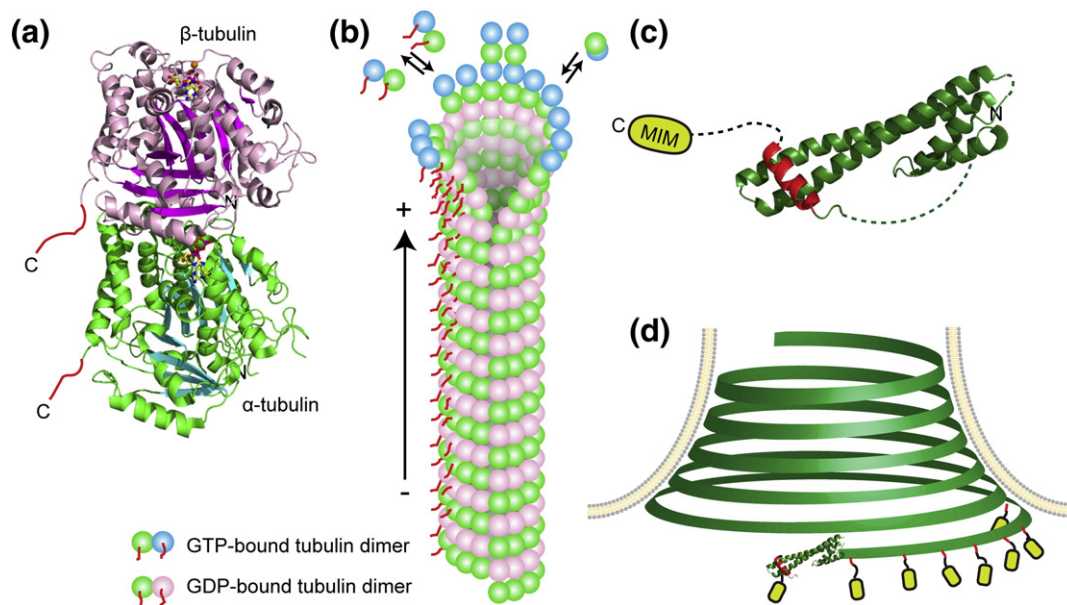 (a)
β-tubulin
N
C
N
C
α-tubulin
(b)
+
-
GTP-bound tubulin dimer
GDP-bound tubulin dimer
(c)
C
MIM
N
(d)